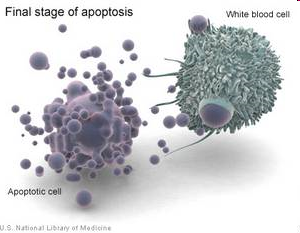 Final stage of apoptosis
White blood cell
Apoptotic cell
U.S. National Library of Medicine